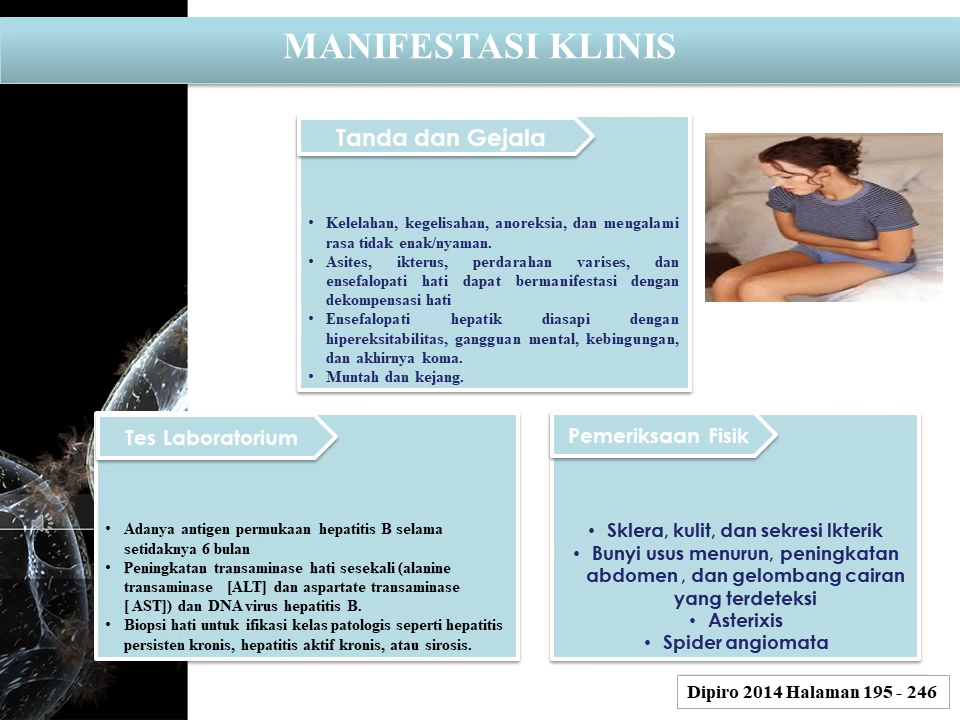 MANIFESTASI KLINIS
Tanda dan Gejala
• Kelelahan, kegelisahan, anoreksia, dan mengalami
rasa tidak enak/nyaman.
• Asites, ikterus, perdarahan varises, dan
ensefalopati hati dapat bermanifestasi dengan
dekompensasi hati
• Ensefalopati hepatik diasapi dengan
hipereksitabilitas, gangguan mental, kebingungan,
dan akhirnya koma.
• Muntah dan kejang.
Tes Laboratorium
• Adanya antigen permukaan hepatitis B selama
setidaknya 6 bulan
• Peningkatan transaminase hati sesekali (alanine
transaminase [ALT] dan aspartate transaminase
[ AST]) dan DNA virus hepatitis B.
• Biopsi hati untuk ifikasi kelas patologis seperti hepatitis
persisten kronis, hepatitis aktif kronis, atau sirosis.
Pemeriksaan Fisik
• Sklera, kulit, dan sekresi Ikterik
• Bunyi usus menurun, peningkatan
abdomen , dan gelombang cairan
yang terdeteksi
• Asterixis
• Spider angiomata
Dipiro 2014 Halaman 195 - 246